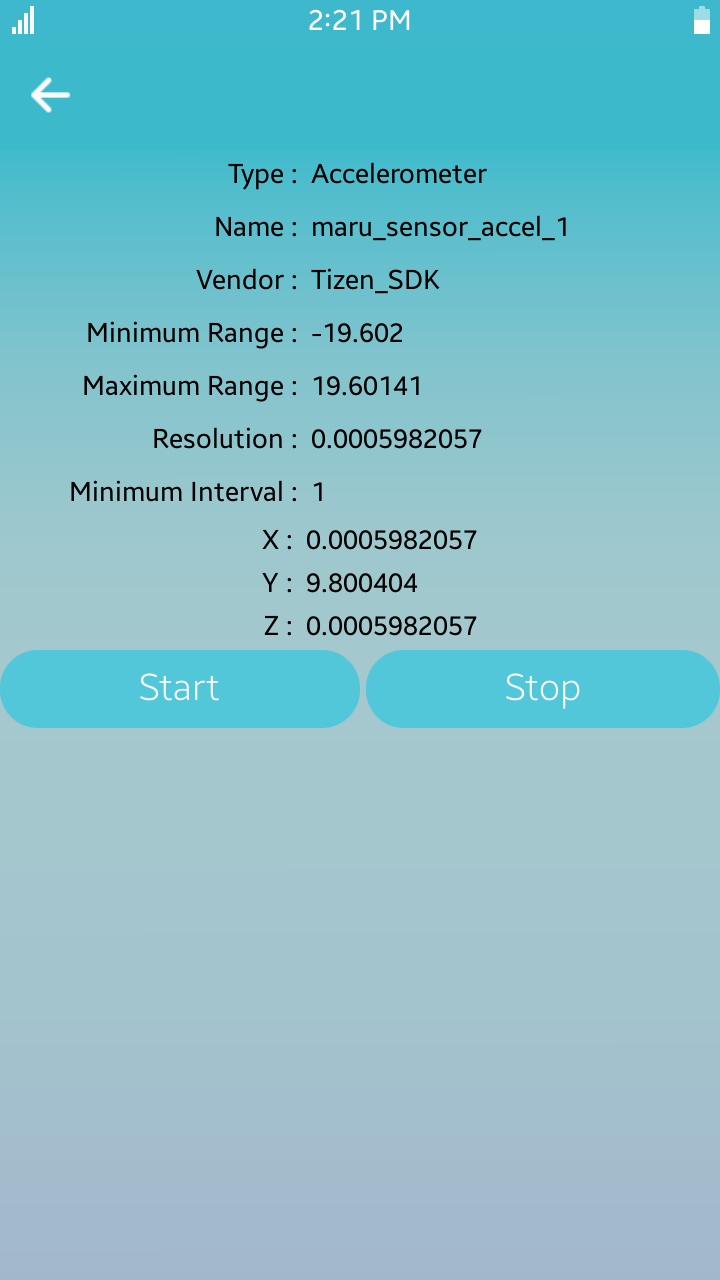 2:21 PM
Type : Accelerometer
Name : maru_sensor_accel_1
Vendor : Tizen_SDK
Minimum Range : -19.602
Maximum Range : 19.60141
Resolution : 0.0005982057
Minimum Interval : 1
X : 0.0005982057
Y : 9.800404
Z : 0.0005982057
Start Stop